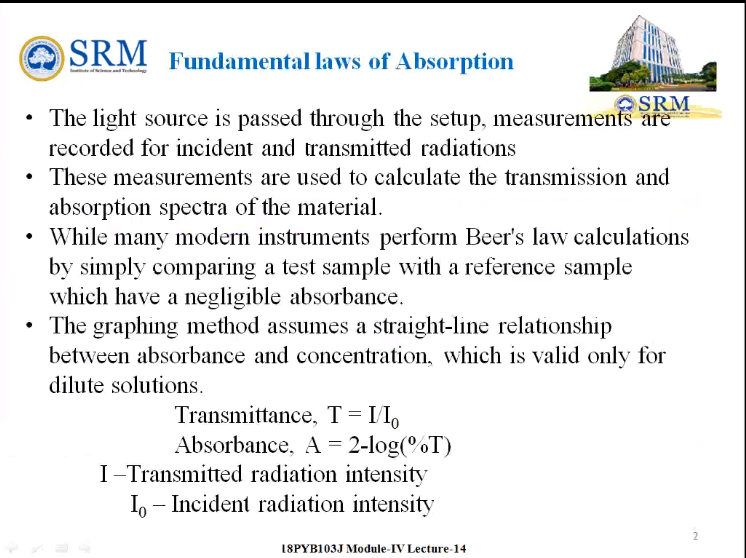 SRM
Institute of Science and Technology
Fundamental laws of Absorption
SRM
• The light source is passed through the setup, measurements are
recorded for incident and transmitted radiations
• These measurements are used to calculate the transmission and
absorption spectra of the material.
• While many modern instruments perform Beer's law calculations
by simply comparing a test sample with a reference sample
which have a negligible absorbance.
• The graphing method assumes a straight-line relationship
between absorbance and concentration, which is valid only for
dilute solutions.
Transmittance, T = I/I₀
Absorbance, A = 2-log(%T)
I –Transmitted radiation intensity
I₀ – Incident radiation intensity
2
18PYB103J Module-IV Lecture-14